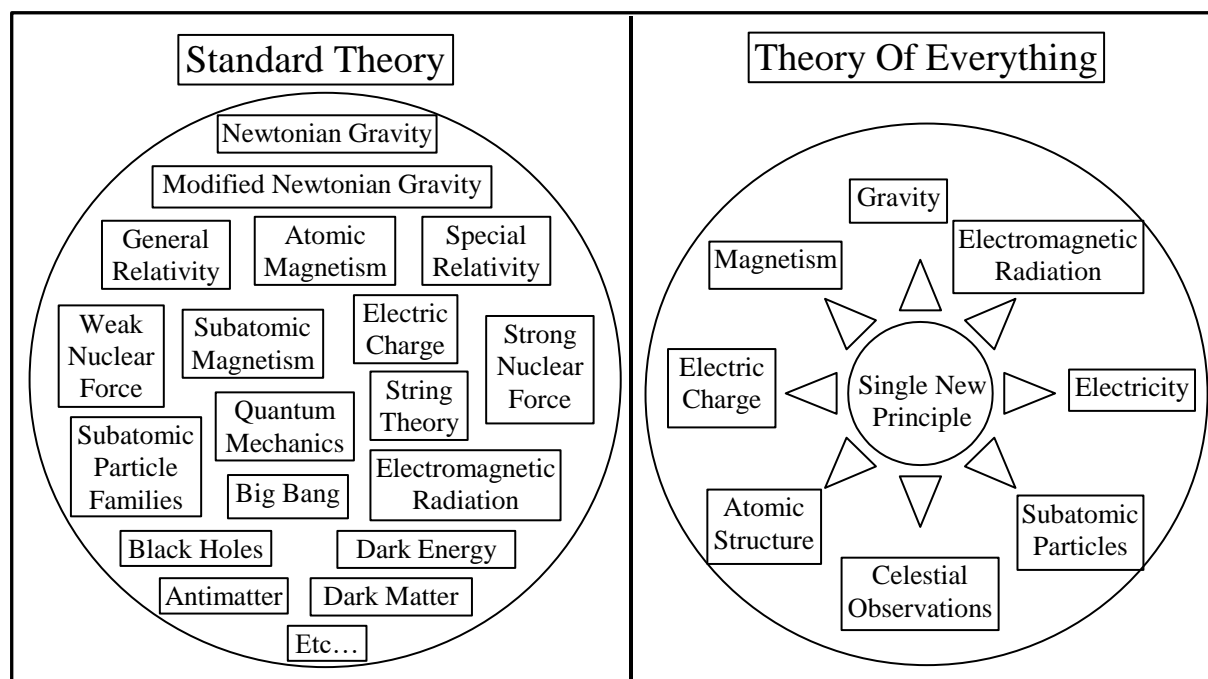 Standard Theory
Newtonian Gravity
Modified Newtonian Gravity
General
Relativity
Atomic
Magnetism
Special
Relativity
Weak
Nuclear
Force
Subatomic
Magnetism
Electric
Charge
Strong
Nuclear
Force
String
Theory
Quantum
Mechanics
Subatomic
Particle
Families
Electromagnetic
Radiation
Big Bang
Black Holes
Dark Energy
Antimatter
Dark Matter
Etc…
Theory Of Everything
Gravity
Electromagnetic
Radiation
Magnetism
Electric
Charge
Single New
Principle
Electricity
Atomic
Structure
Subatomic
Particles
Celestial
Observations